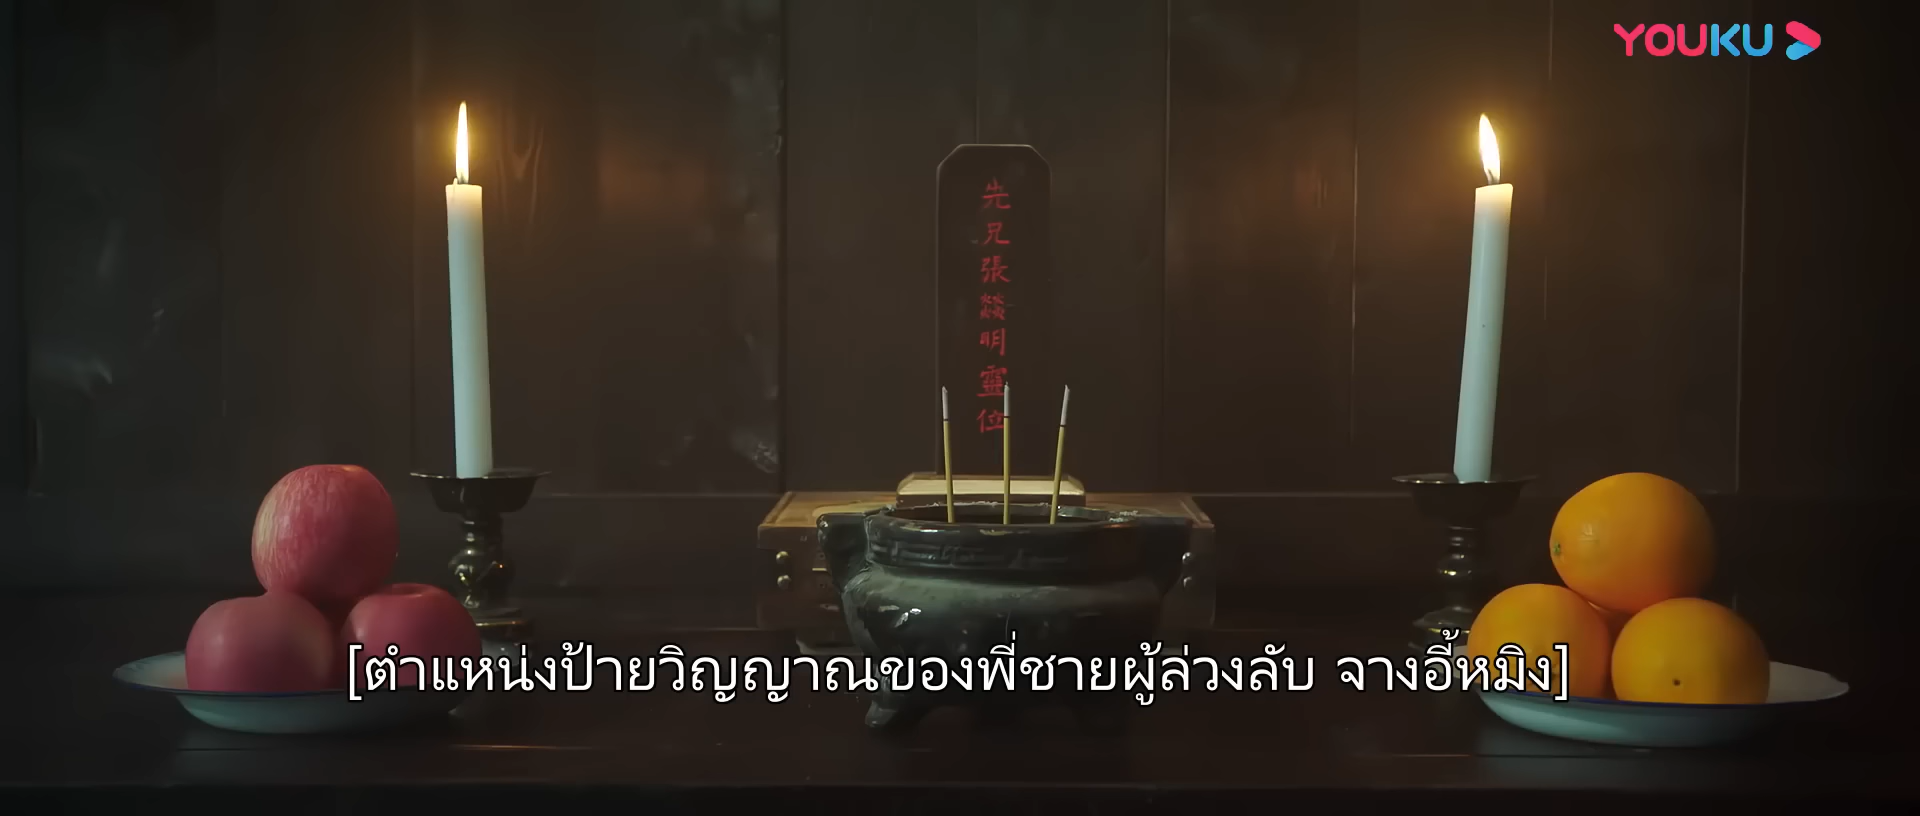 YOUKU
先兄張燚明靈位
[ตำแหน่งป้ายวิญญาณของพี่ชายผู้ล่วงลับ จางอี้หมิง]